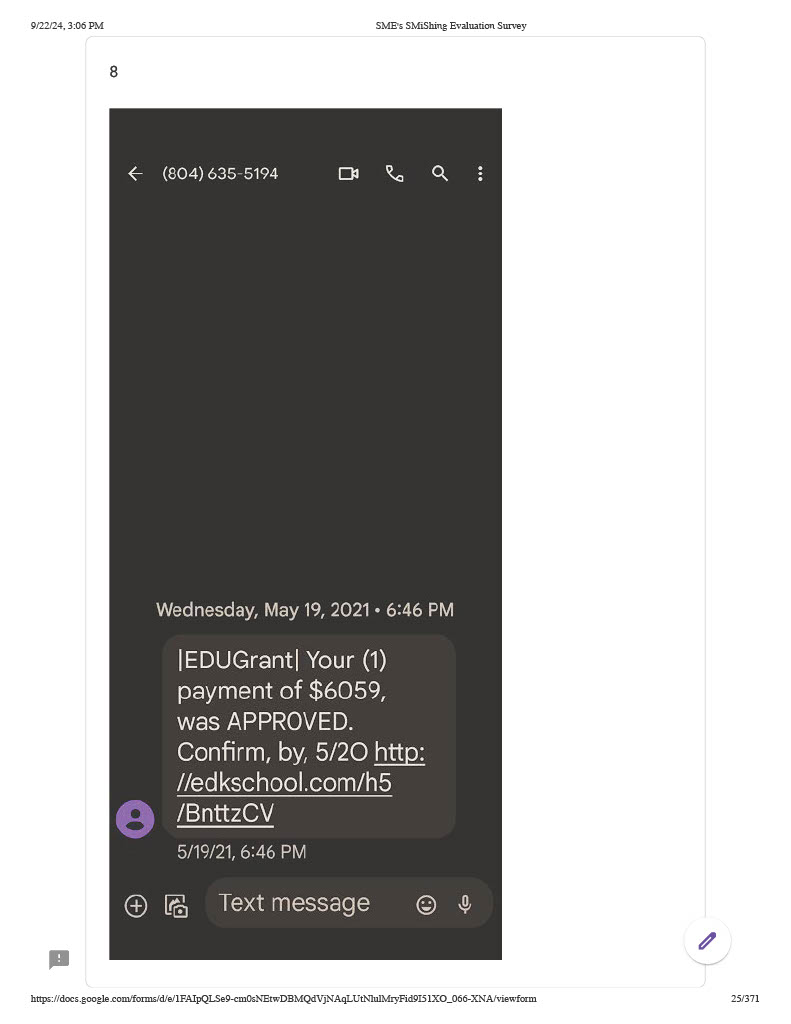 9/22/24, 3:06 PM SME's SMiShing Evaluation Survey
8
(804) 635-5194
Wednesday, May 19, 2021 • 6:46 PM
|EDUGrant| Your (1)
payment of $6059,
was APPR0VED.
Confirm, by, 5/2O http:
//edkschool.com/h5
/BnttzCV
5/19/21, 6:46 PM
Text message
https://docs.google.com/forms/d/e/1FAIpQLSe9-cm0sNEtwDBMQdVjNAqLUtNlulMryFid9I51XO_066-XNA/viewform 25/371